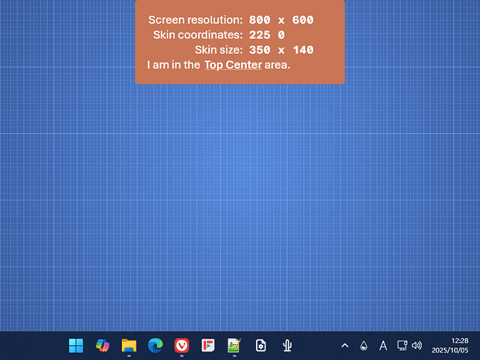 Screen resolution: 800 x 600
Skin coordinates: 225 0
Skin size: 350 x 140
I am in the Top Center area.
A
12:28
2025/10/05